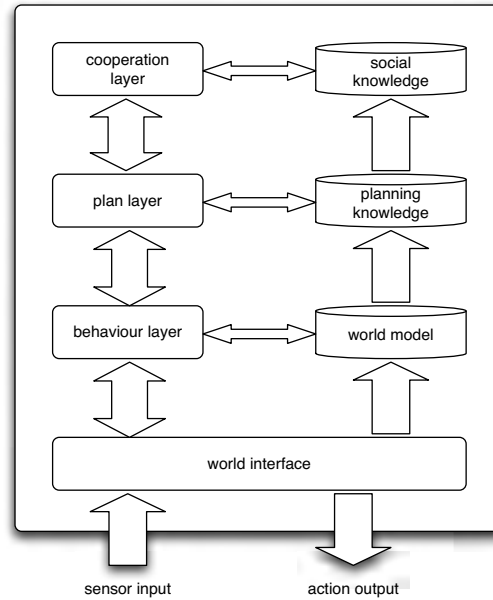 cooperation
layer
social
knowledge
plan layer
planning
knowledge
behaviour layer
world model
world interface
sensor input
action output